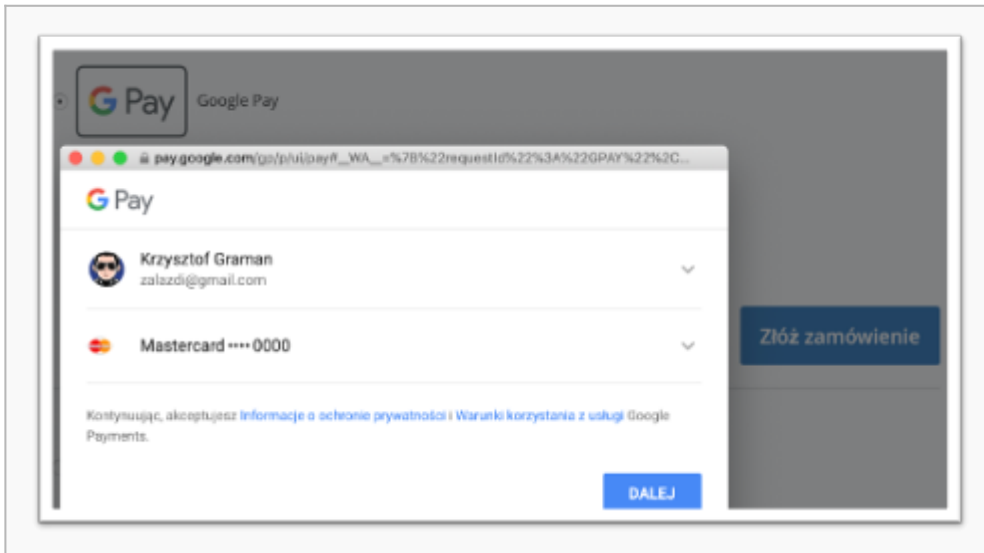 G Pay Google Pay
pay.google.com/gp/p/ui/pay#__WA__=%7B%22requestId%22%3A%22GPAY%22%2C...
G Pay
Krzysztof Graman
zalazdi@gmail.com
Złóż zamówienie
Mastercard •••• 0000
Kontynuując, akceptujesz Informacje o ochronie prywatności i Warunki korzystania z usługi Google
Payments.
DALEJ